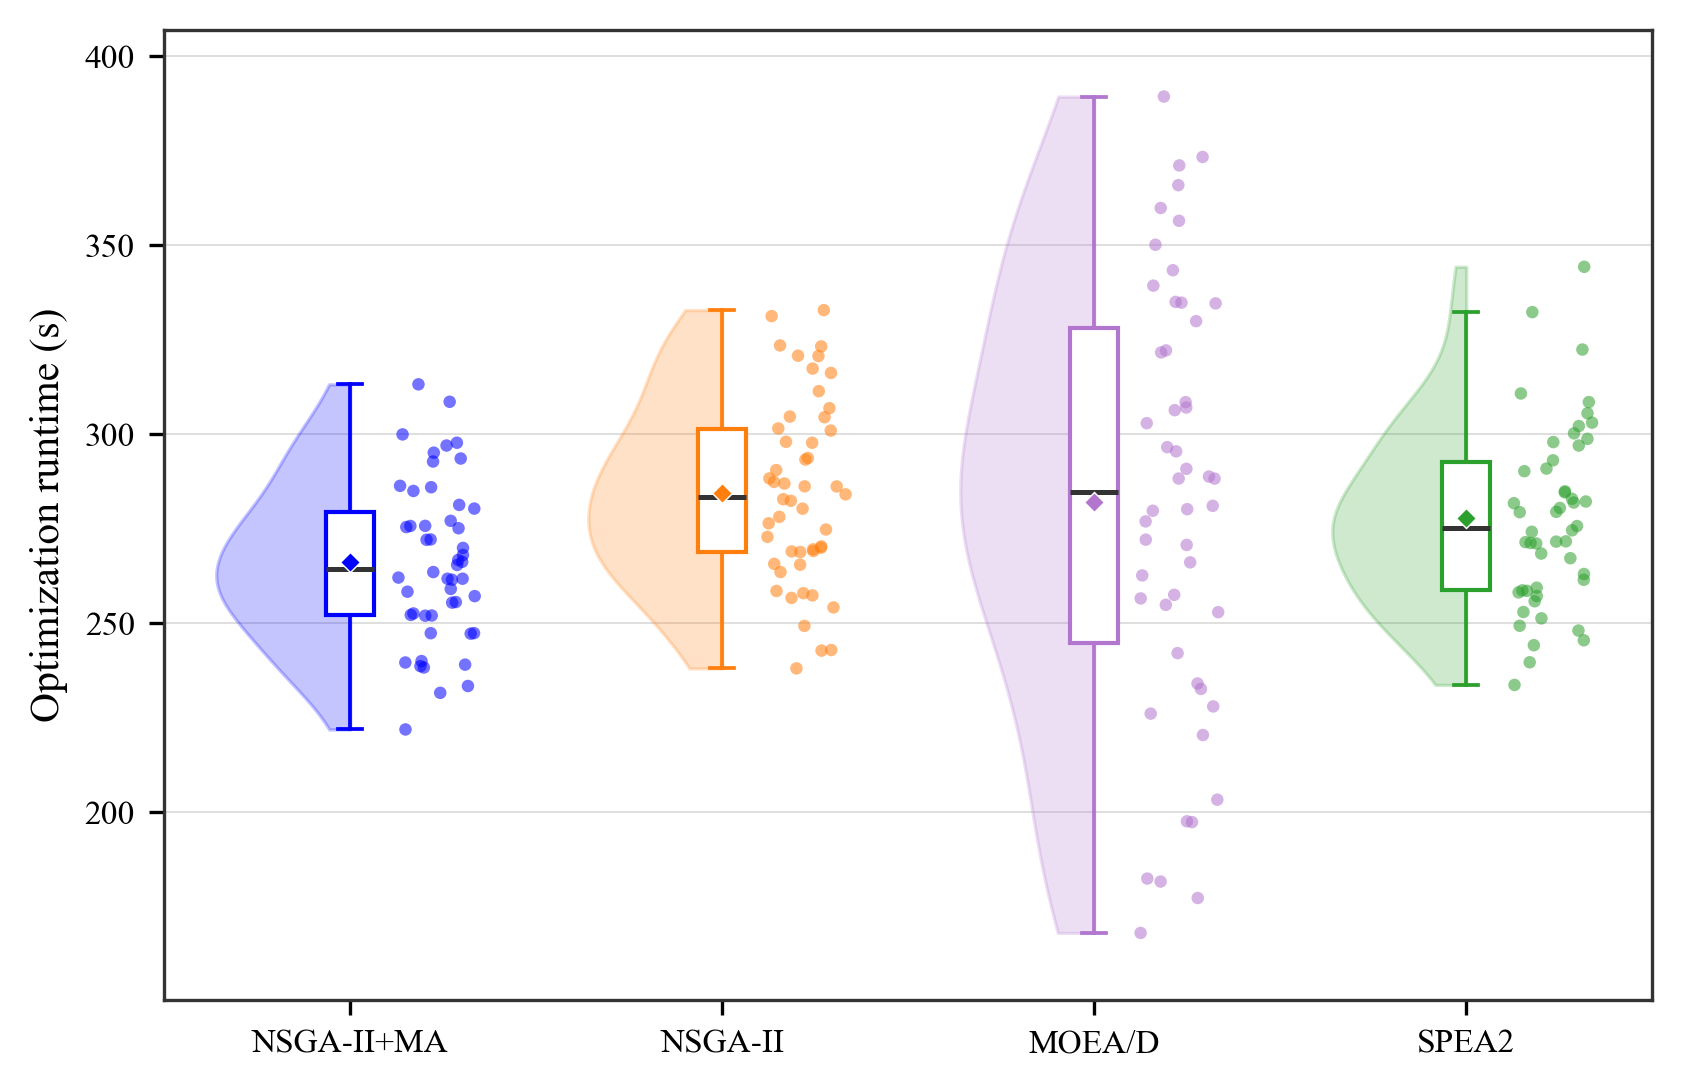 Optimization runtime (s)
400
350
300
250
200
NSGA-II+MA
NSGA-II
MOEA/D
SPEA2